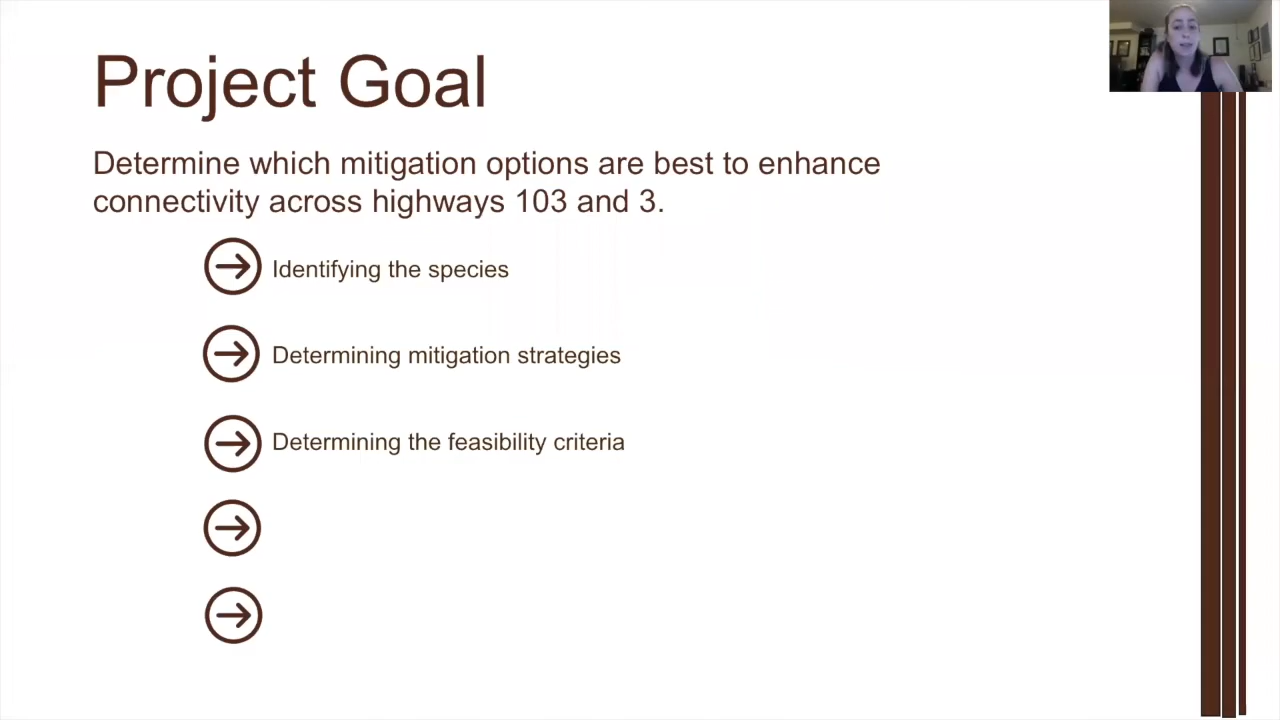 Project Goal
Determine which mitigation options are best to enhance
connectivity across highways 103 and 3.
Identifying the species
Determining mitigation strategies
Determining the feasibility criteria